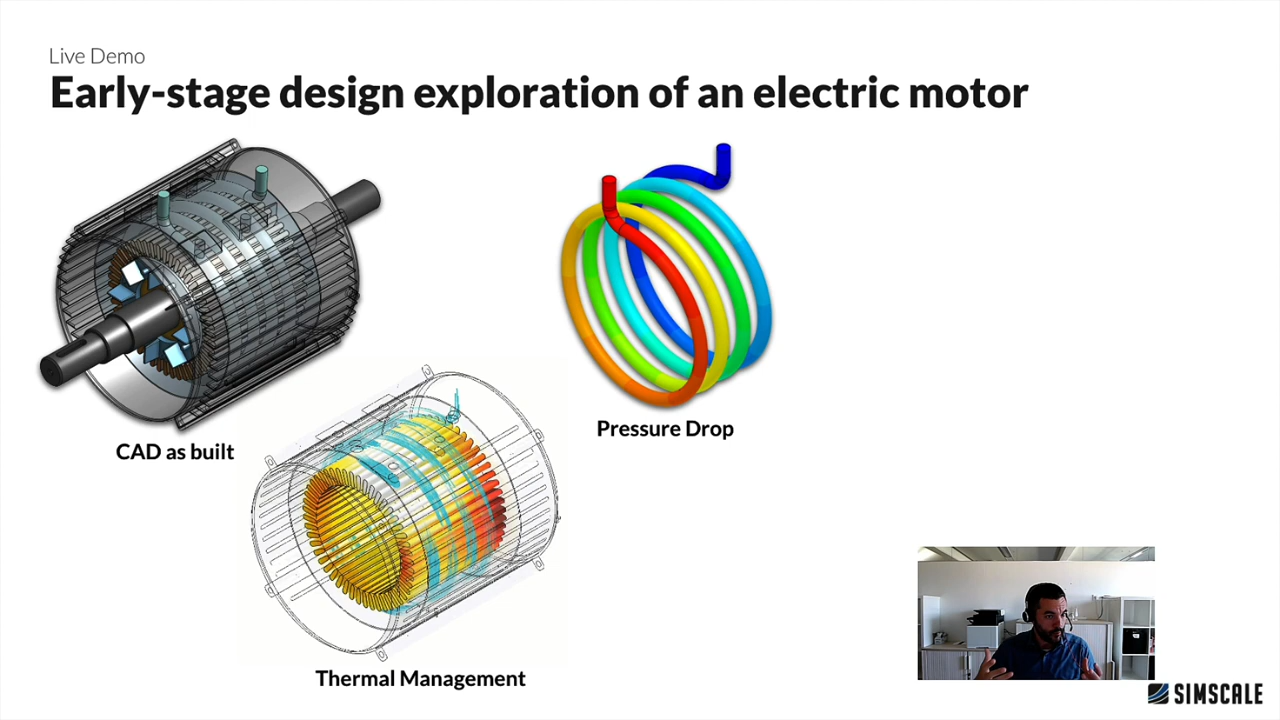 Live Demo
Early-stage design exploration of an electric motor
CAD as built
Pressure Drop
Thermal Management
SIMSCALE